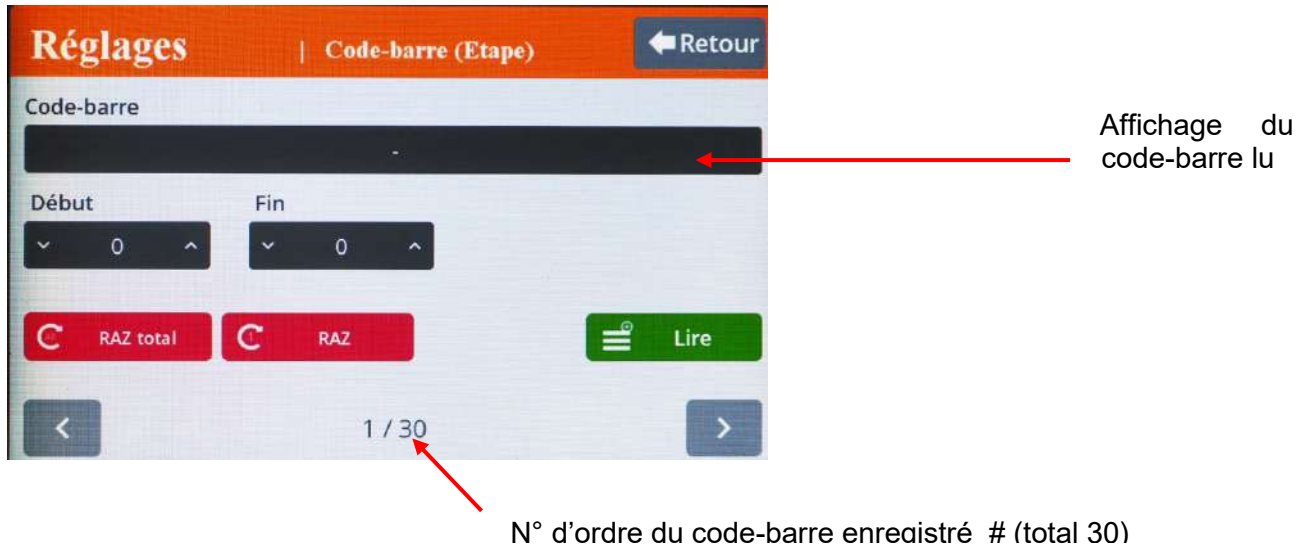 Réglages | Code-barre (Etape) Retour
Code-barre
-
Affichage du
code-barre lu
Début Fin
0 0
RAZ total RAZ Lire
1 / 30
N° d'ordre du code-barre enregistré # (total 30)